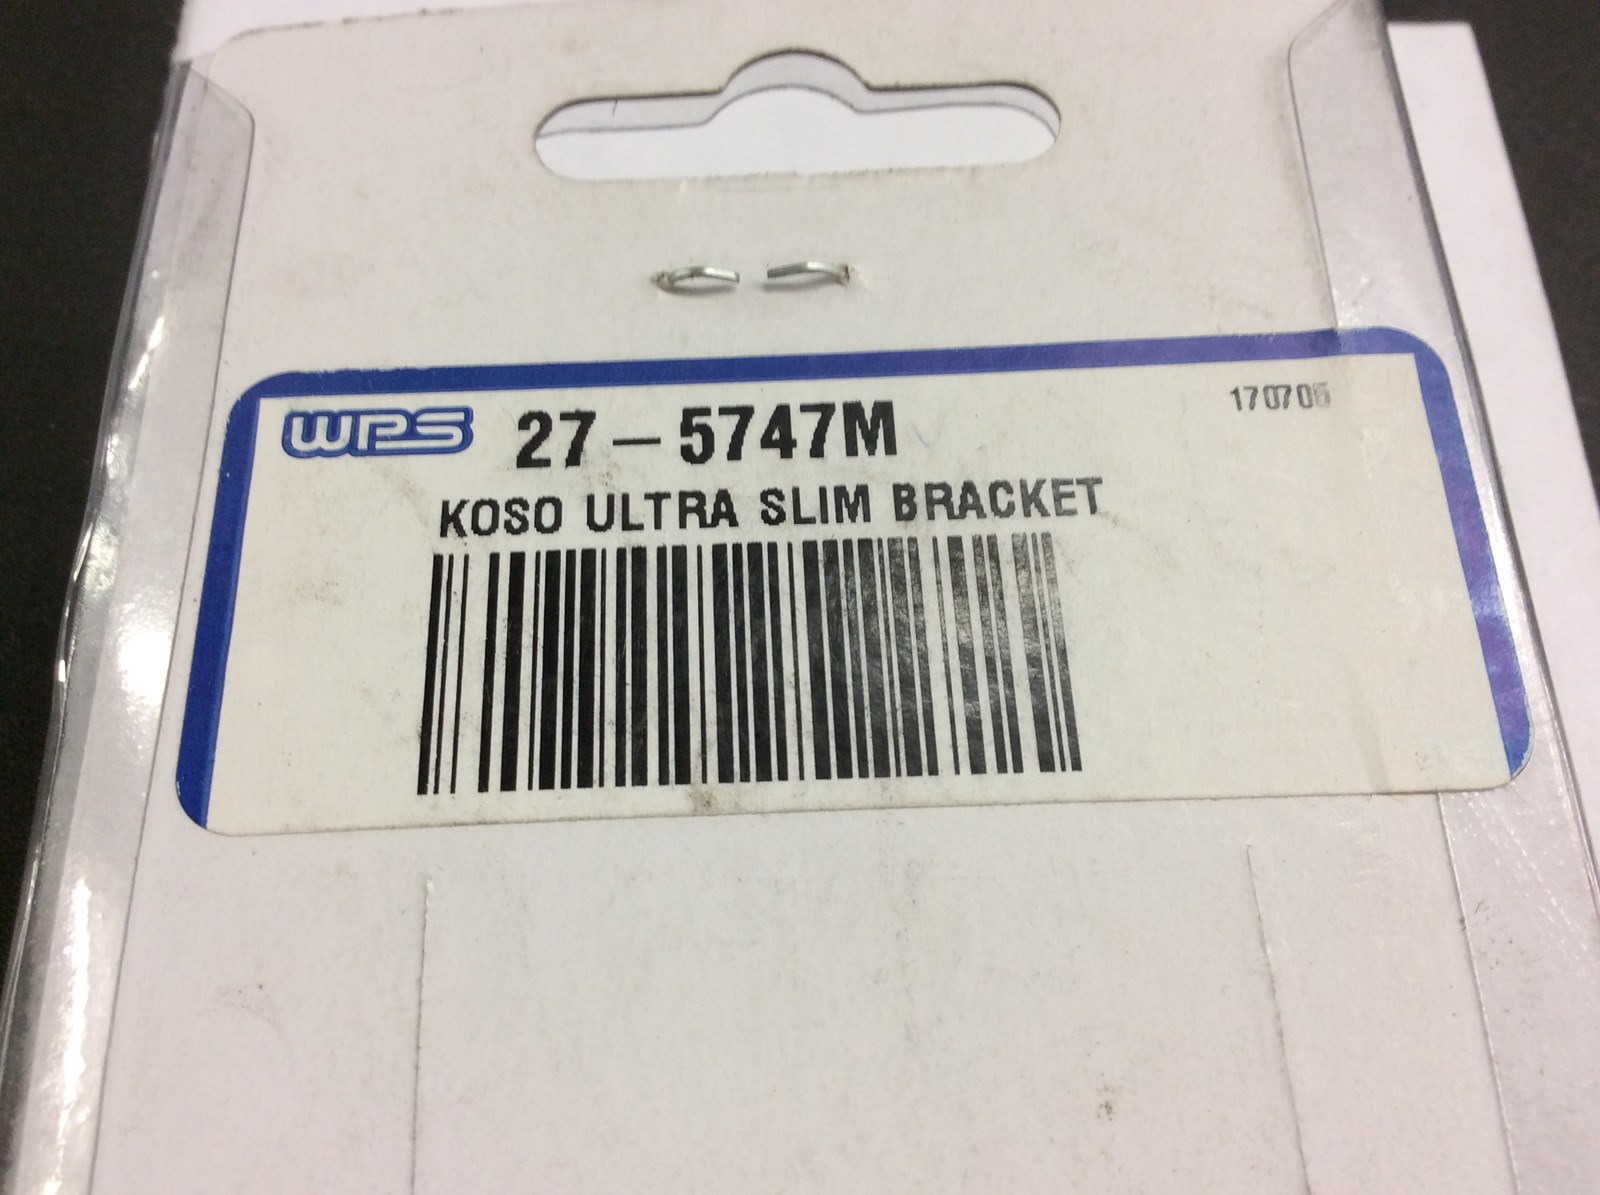 WPS 27-5747M
170706
KOSO ULTRA SLIM BRACKET